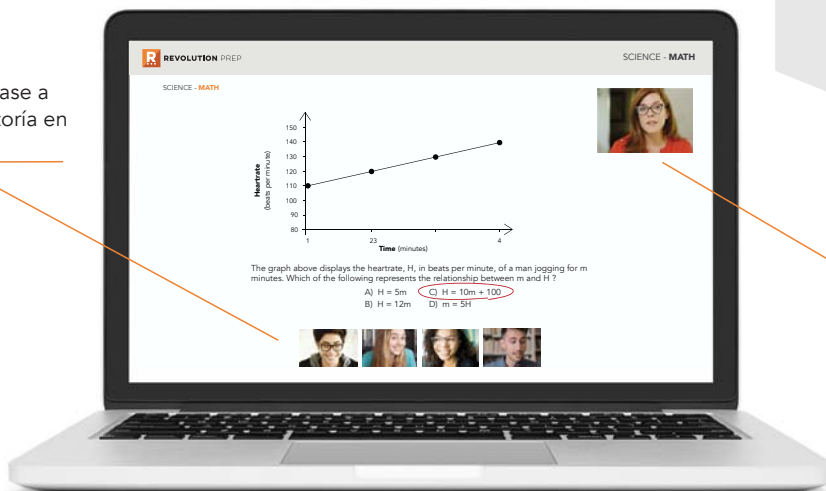 ase a
toría en
REVOLUTION PREP
SCIENCE - MATH
SCIENCE - MATH
150
140
130
120
110
100
90
80
Heartrate
(beats per minute)
1
23
4
Time (minutes)
The graph above displays the heartrate, H, in beats per minute, of a man jogging for m
minutes. Which of the following represents the relationship between m and H ?
A) H = 5m C) H = 10m + 100
B) H = 12m D) m = 5H